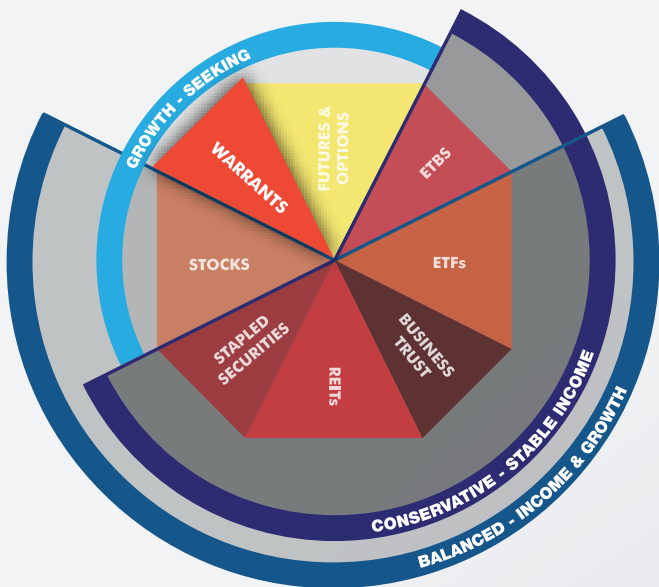 GROWTH - SEEKING
WARRANTS
FUTURES &
OPTIONS
ETBS
STOCKS
ETFs
STAPLED
SECURITIES
REITs
BUSINESS
TRUST
CONSERVATIVE - STABLE INCOME
BALANCED - INCOME & GROWTH